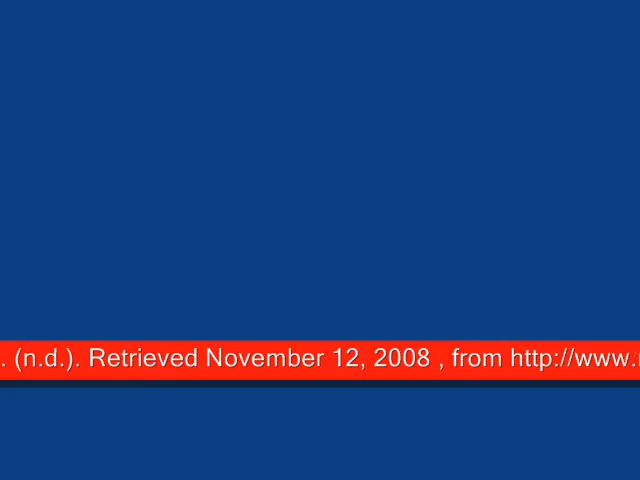 . (n.d.). Retrieved November 12, 2008 , from http://www.